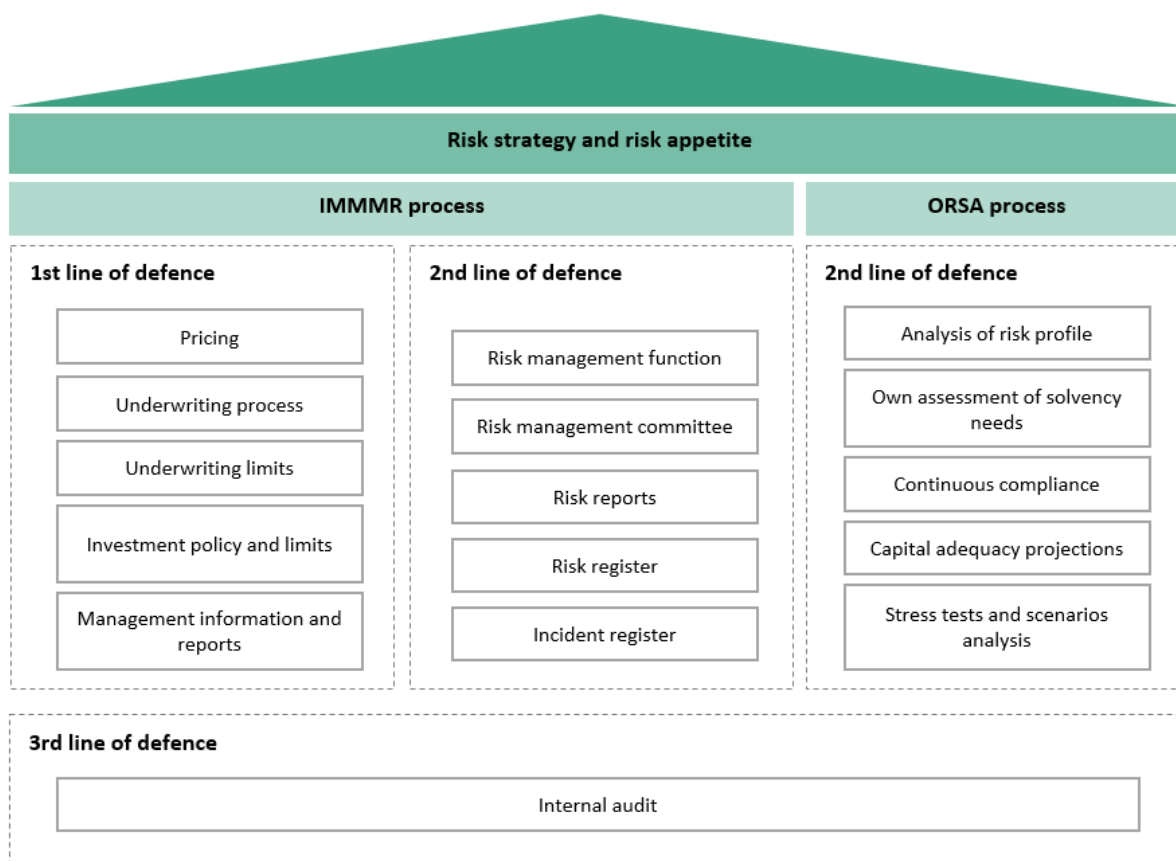 Risk strategy and risk appetite
IMMMR process
ORSA process
1st line of defence
Pricing
Underwriting process
Underwriting limits
Investment policy and limits
Management information and
reports
2nd line of defence
Risk management function
Risk management committee
Risk reports
Risk register
Incident register
2nd line of defence
Analysis of risk profile
Own assessment of solvency
needs
Continuous compliance
Capital adequacy projections
Stress tests and scenarios
analysis
3rd line of defence
Internal audit